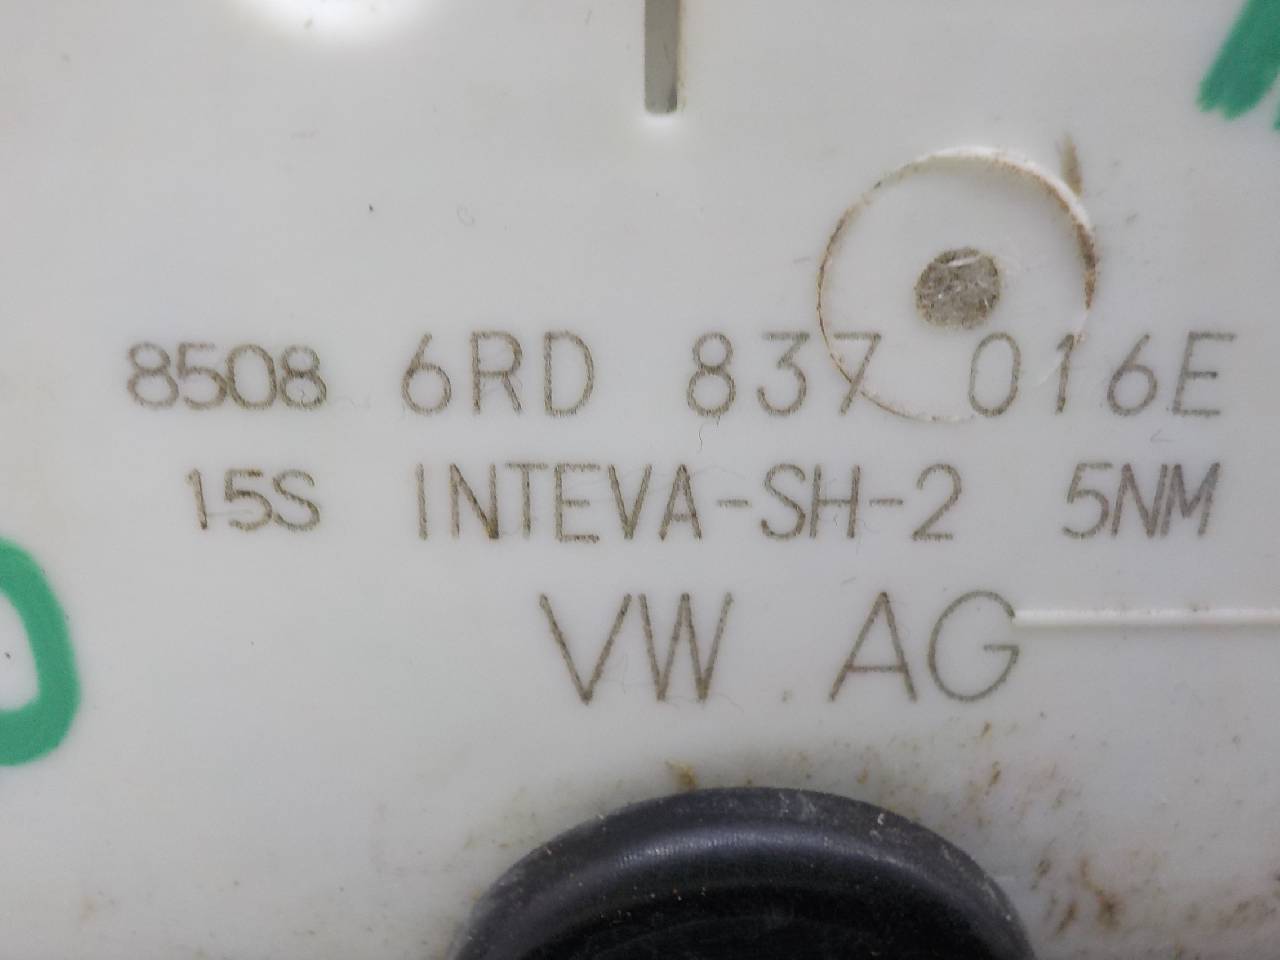 8508 6RD 837 016E
15S INTEVA-SH-2 5NM
VW AG